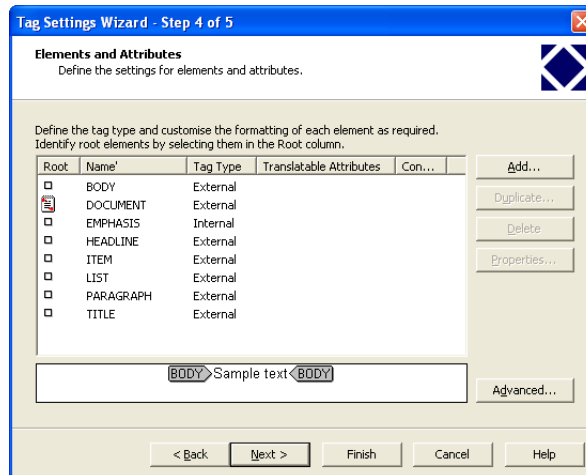 Tag Settings Wizard - Step 4 of 5
Elements and Attributes
Define the settings for elements and attributes.
Define the tag type and customise the formatting of each element as required.
Identify root elements by selecting them in the Root column.
Root Name' Tag Type Translatable Attributes Con...
BODY External
DOCUMENT External
EMPHASIS Internal
HEADLINE External
ITEM External
LIST External
PARAGRAPH External
TITLE External
Add...
Duplicate...
Delete
Properties...
BODY Sample text BODY
Advanced...
< Back Next > Finish Cancel Help